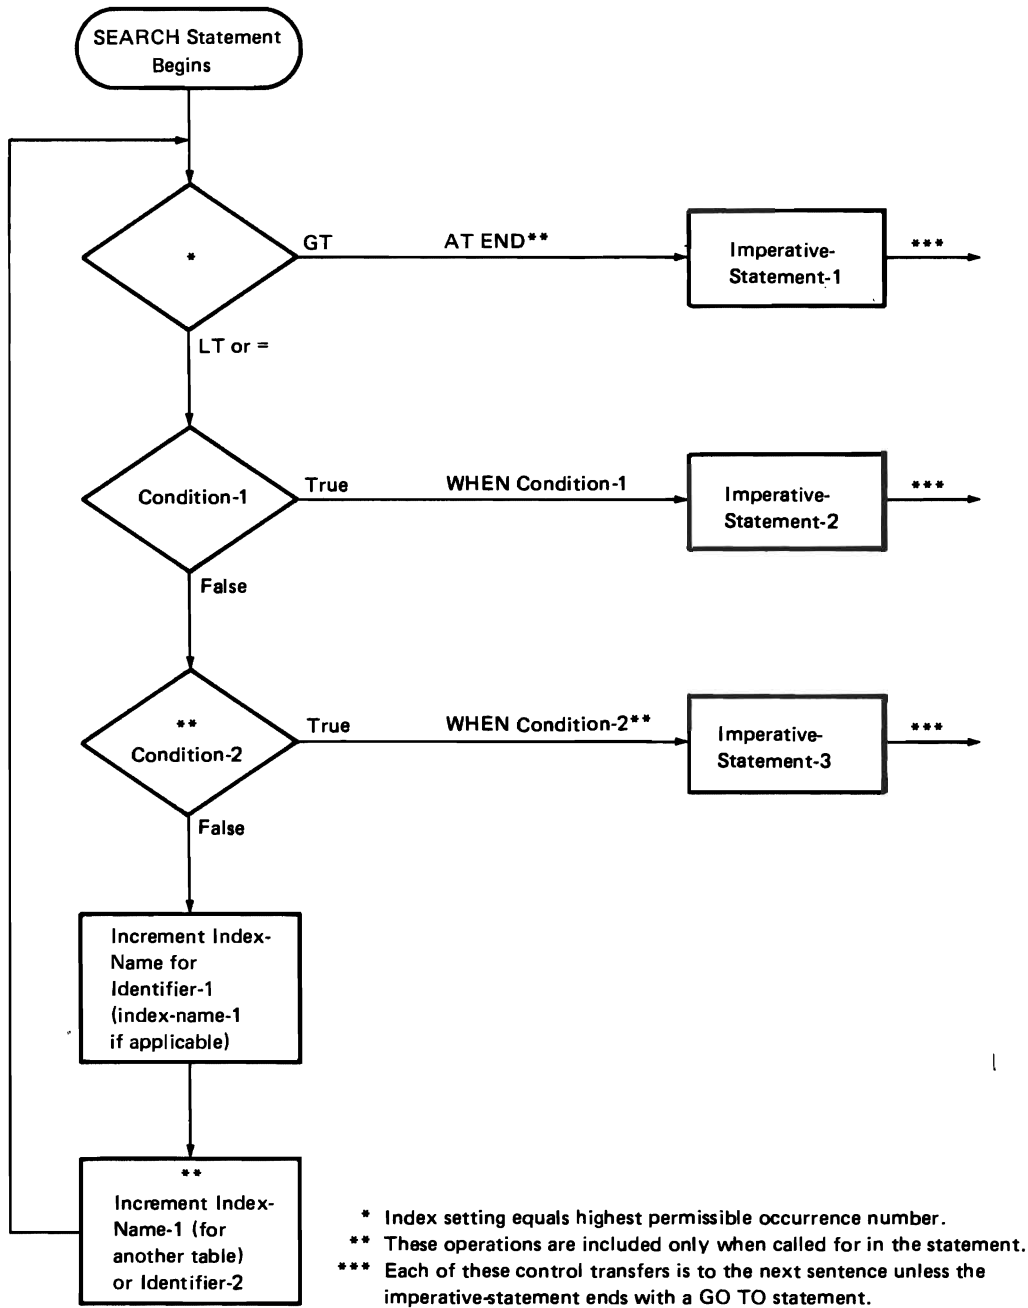 SEARCH Statement
Begins
*
GT
AT END**
Imperative-
Statement-1
***
LT or =
Condition-1
True
WHEN Condition-1
Imperative-
Statement-2
***
False
**
Condition-2
True
WHEN Condition-2**
Imperative-
Statement-3
***
False
Increment Index-
Name for
Identifier-1
(index-name-1
if applicable)
**
Increment Index-
Name-1 (for
another table)
or Identifier-2
* Index setting equals highest permissible occurrence number.
** These operations are included only when called for in the statement.
*** Each of these control transfers is to the next sentence unless the
imperative-statement ends with a GO TO statement.